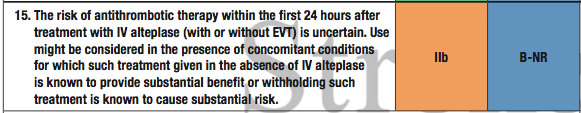 15. The risk of antithrombotic therapy within the first 24 hours after
treatment with IV alteplase (with or without EVT) is uncertain. Use
might be considered in the presence of concomitant conditions
for which such treatment given in the absence of IV alteplase
is known to provide substantial benefit or withholding such
treatment is known to cause substantial risk.
IIb
B-NR